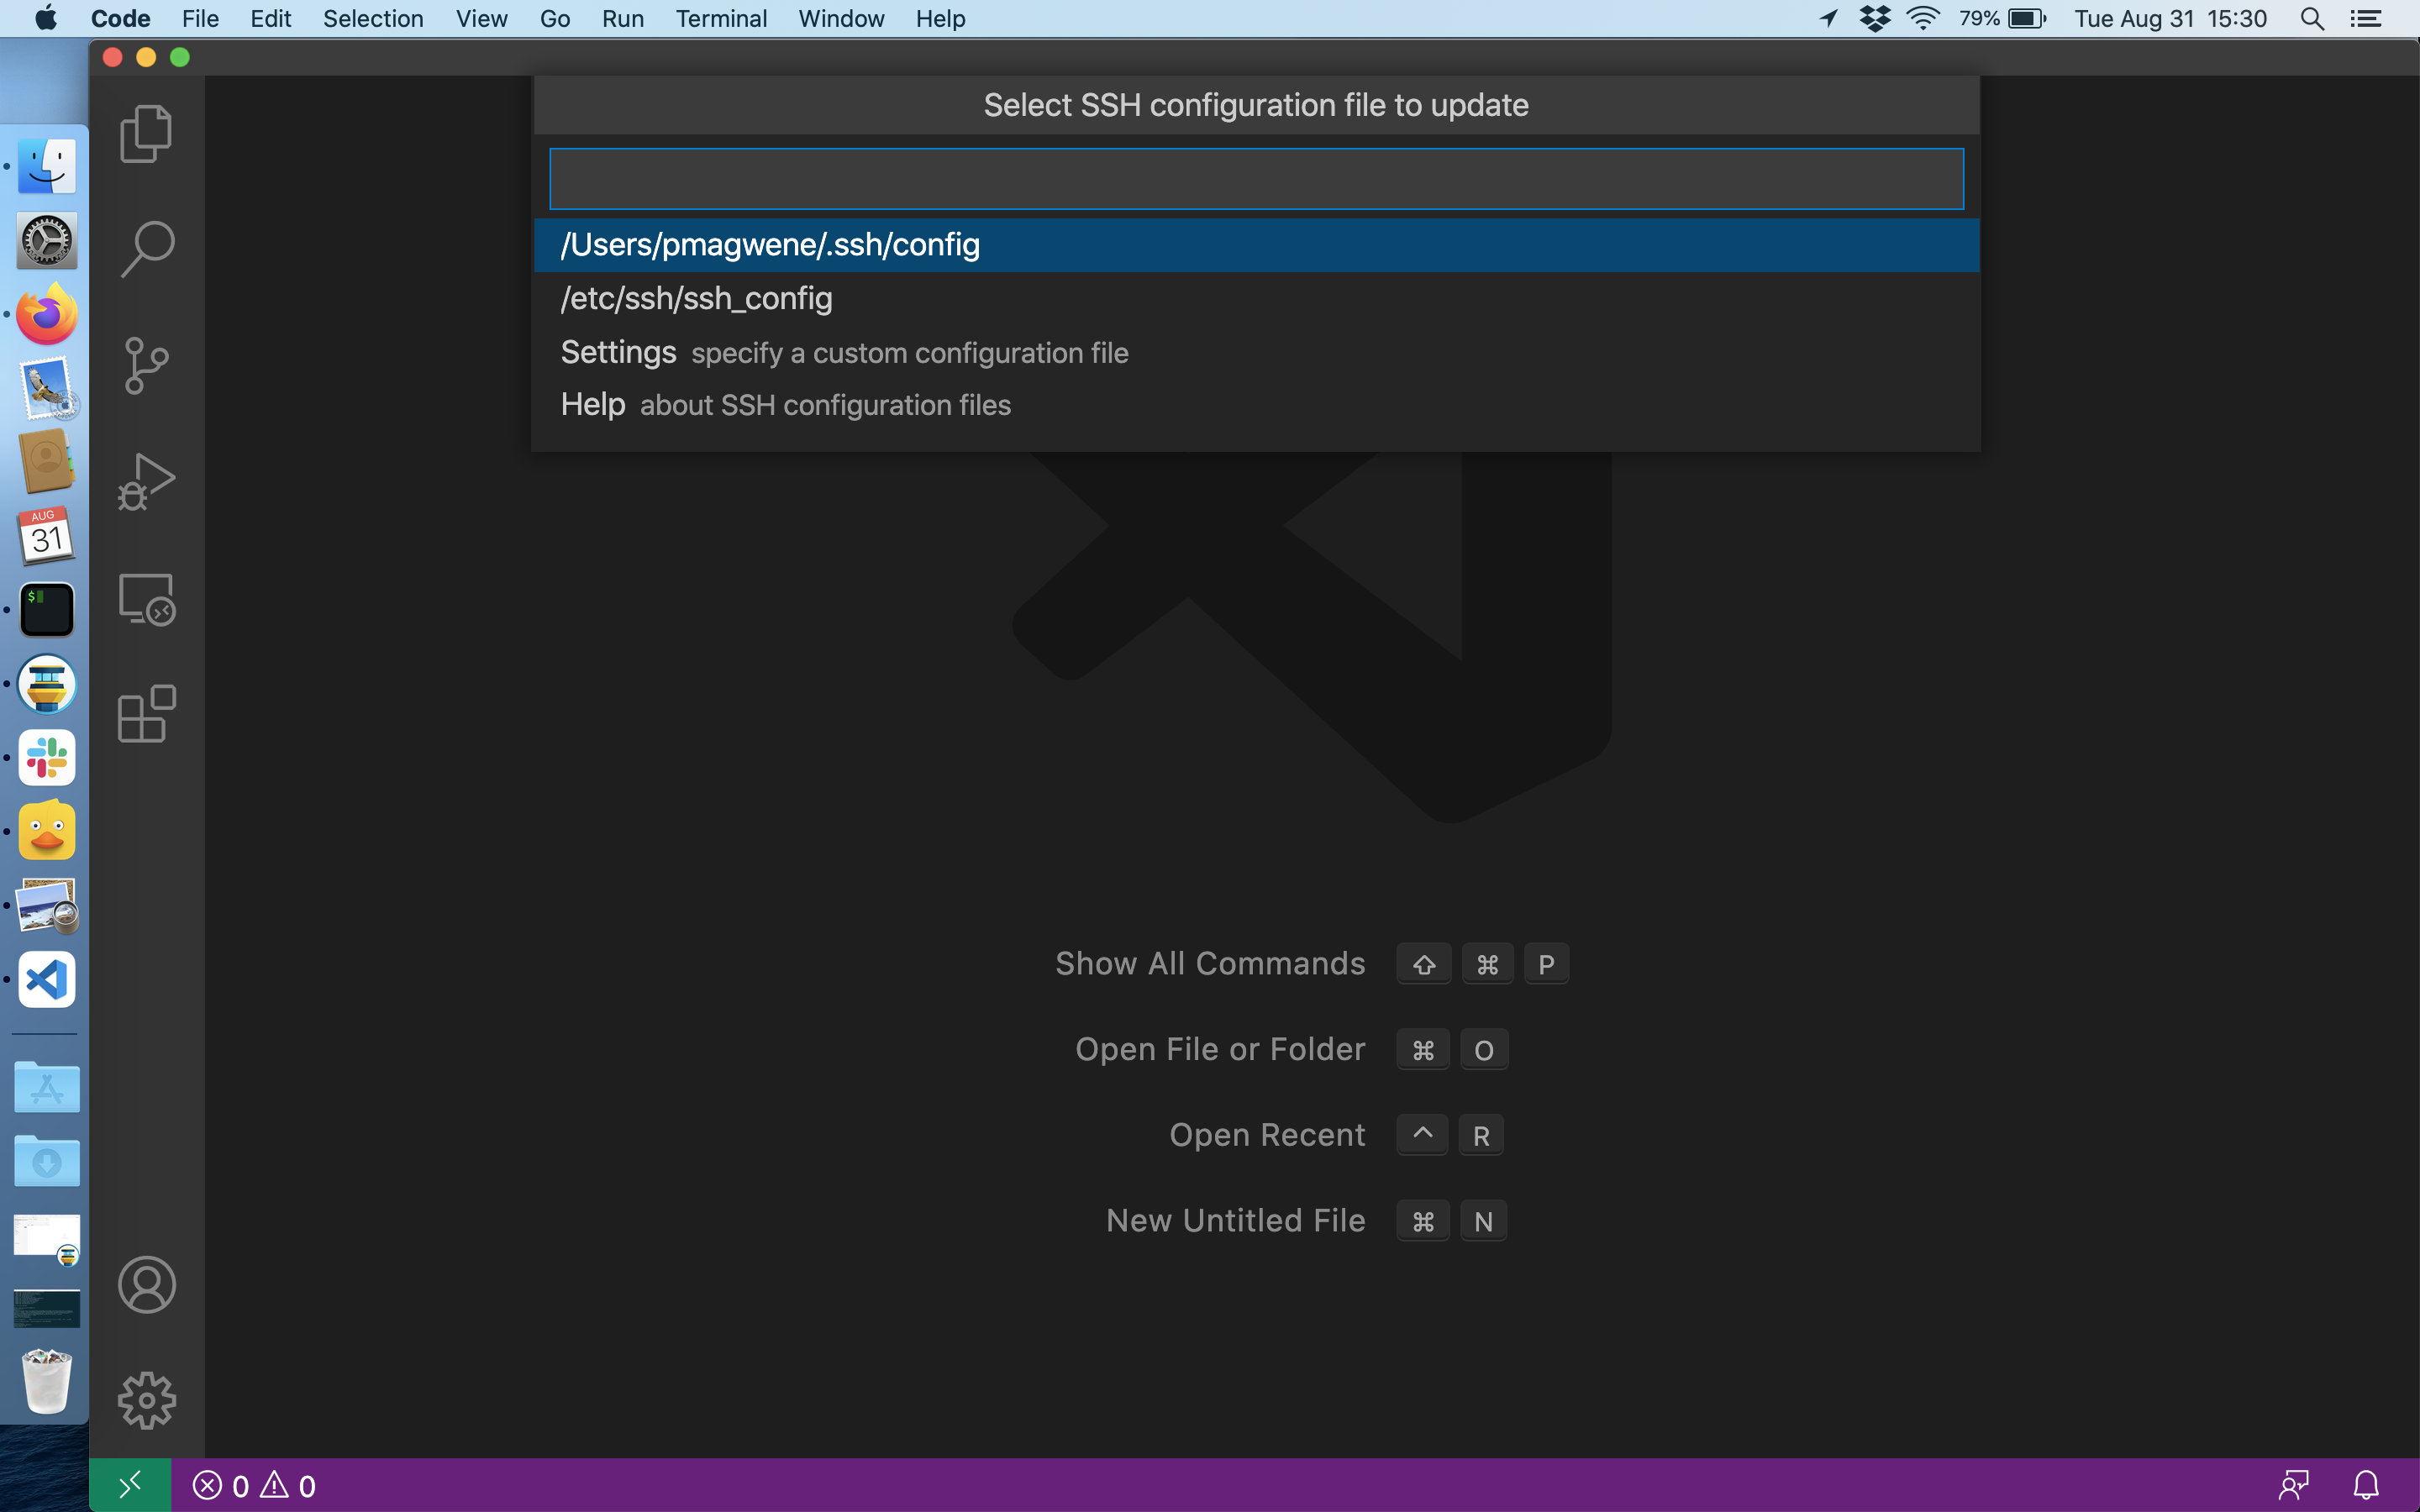 Code File Edit Selection View Go Run Terminal Window Help 79% Tue Aug 31 15:30
Select SSH configuration file to update
/Users/pmagwene/.ssh/config
/etc/ssh/ssh_config
Settings specify a custom configuration file
Help about SSH configuration files
AUG
31
$
Show All Commands ⇧ ⌘ P
Open File or Folder ⌘ O
Open Recent ^ R
New Untitled File ⌘ N
0 0